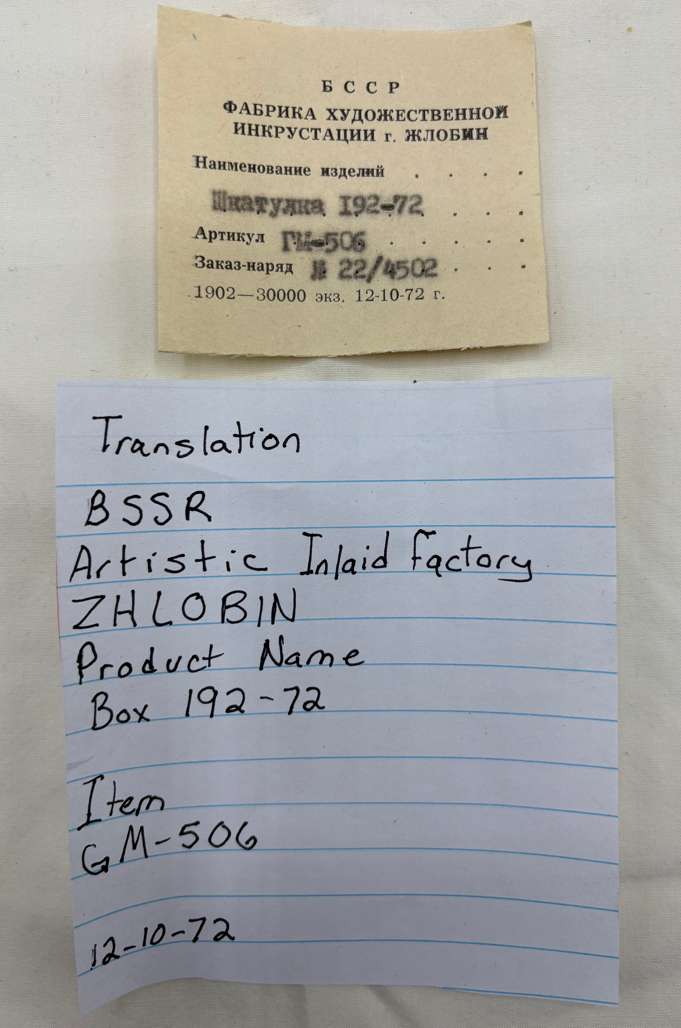 БССР
ФАБРИКА ХУДОЖЕСТВЕННОЙ
ИНКРУСТАЦИИ г. ЖЛОБИН
Наименование изделий . . . .
Шкатулка 192-72 . . .
Артикул ГМ-506 . . . . .
Заказ-наряд № 22/4502 . . .
1902—30000 экз. 12-10-72 г.
Translation
BSSR
Artistic Inlaid Factory
ZHLOBIN
Product Name
Box 192-72
Item
GM-506
12-10-72